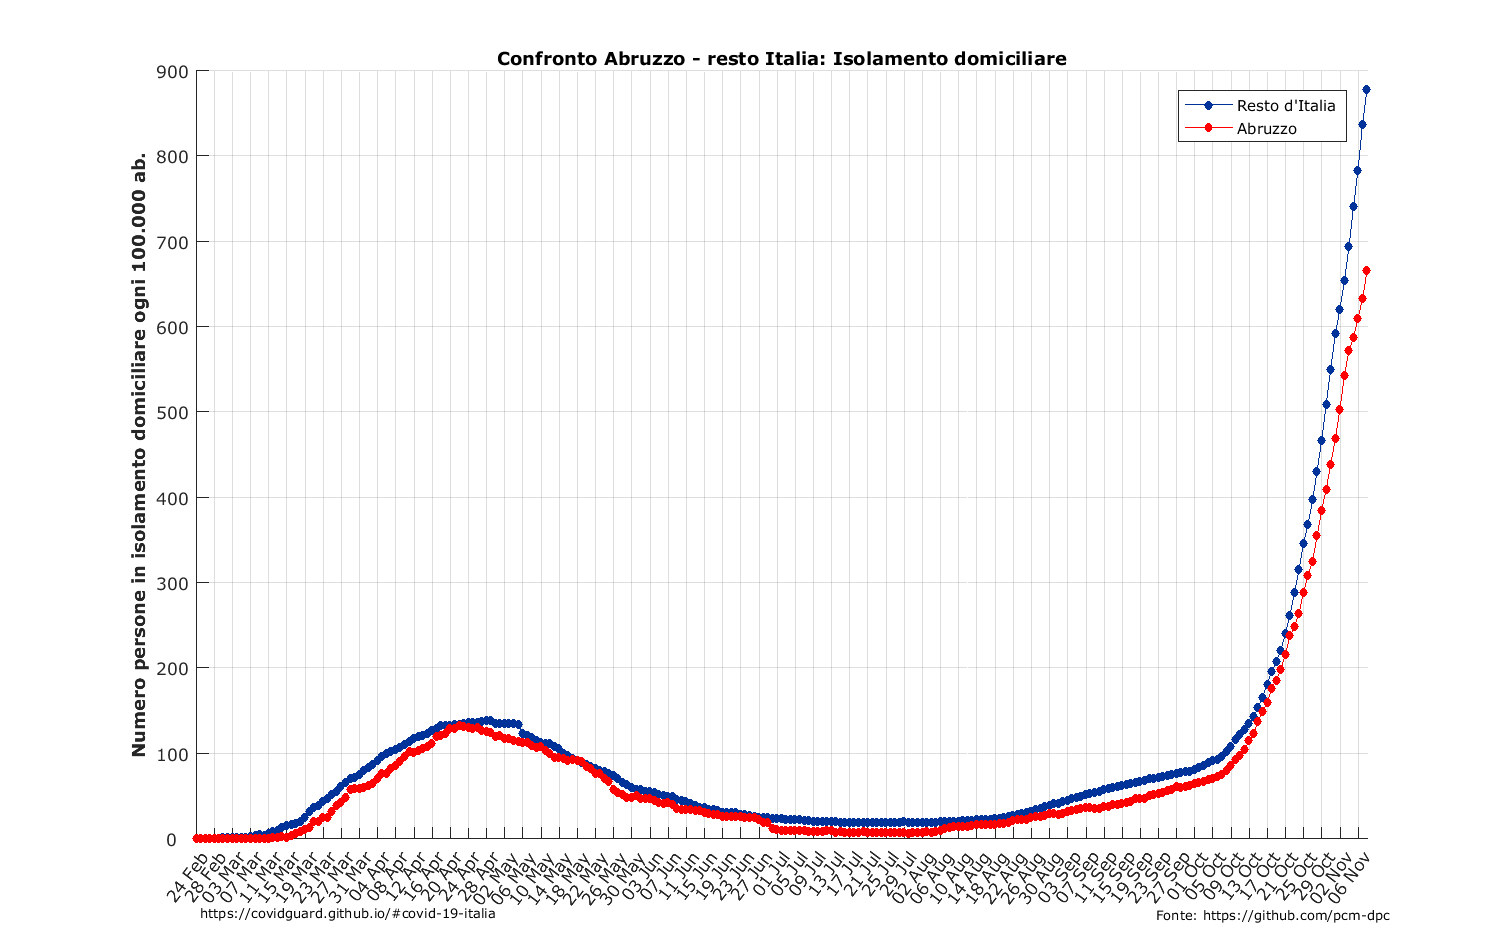 Confronto Abruzzo - resto Italia: Isolamento domiciliare
Numero persone in isolamento domiciliare ogni 100.000 ab.
900
800
700
600
500
400
300
200
100
0
Resto d'Italia
Abruzzo
24 Feb
28 Feb
03 Mar
07 Mar
11 Mar
15 Mar
19 Mar
23 Mar
27 Mar
31 Mar
04 Apr
08 Apr
12 Apr
16 Apr
20 Apr
24 Apr
28 Apr
02 May
06 May
10 May
14 May
18 May
22 May
26 May
30 May
03 Jun
07 Jun
11 Jun
15 Jun
19 Jun
23 Jun
27 Jun
01 Jul
05 Jul
09 Jul
13 Jul
17 Jul
21 Jul
25 Jul
29 Jul
02 Aug
06 Aug
10 Aug
14 Aug
18 Aug
22 Aug
26 Aug
30 Aug
03 Sep
07 Sep
11 Sep
15 Sep
19 Sep
23 Sep
27 Sep
01 Oct
05 Oct
09 Oct
13 Oct
17 Oct
21 Oct
25 Oct
29 Oct
02 Nov
06 Nov
https://covidguard.github.io/#covid-19-italia
Fonte: https://github.com/pcm-dpc